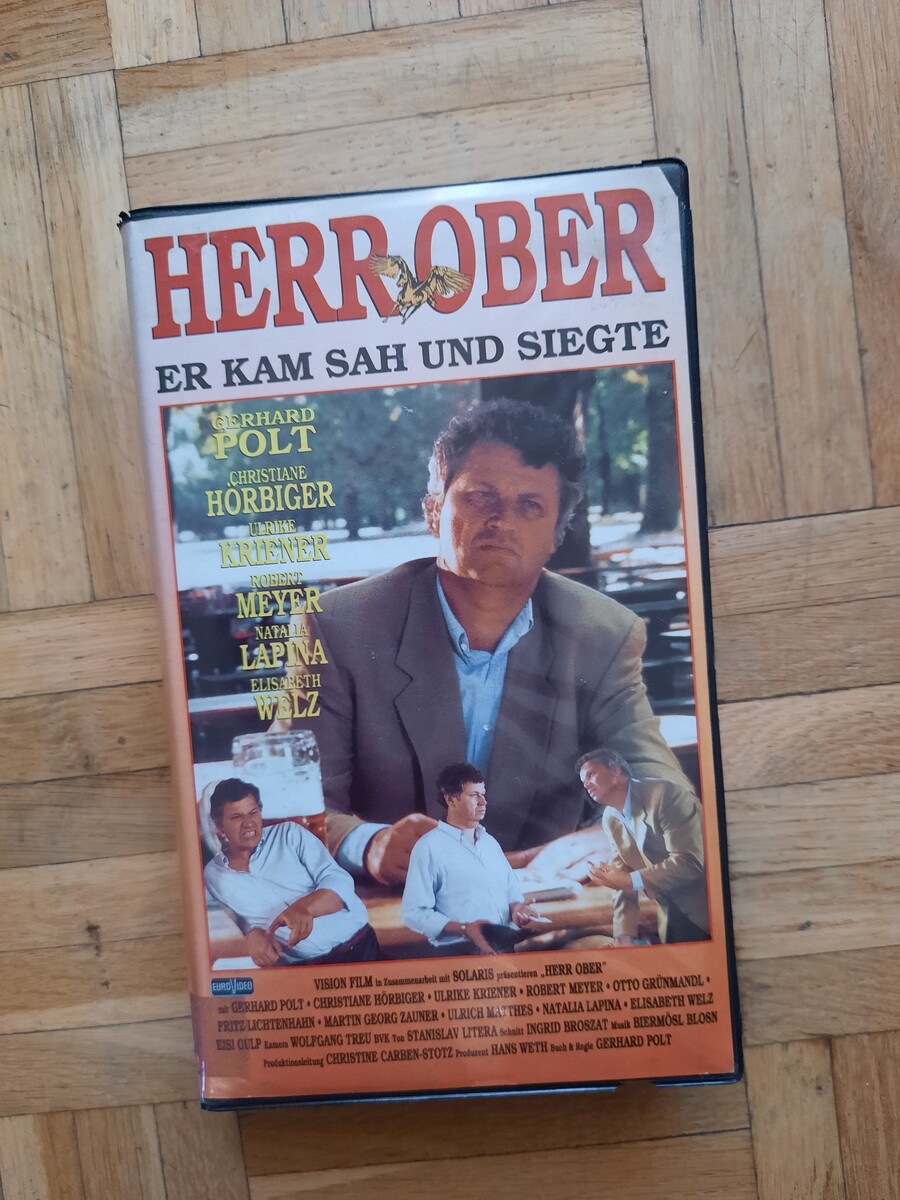 HERR OBER
ER KAM SAH UND SIEGTE
GERHARD
POLT
CHRISTIANE
HÖRBIGER
ULRIKE
KRIENER
ROBERT
MEYER
NATALIA
LAPINA
ELISABETH
WELZ
EUROVIDEO
VISION FILM in Zusammenarbeit mit SOLARIS präsentieren „HERR OBER"
mit GERHARD POLT • CHRISTIANE HÖRBIGER • ULRIKE KRIENER • ROBERT MEYER • OTTO GRÜNMANDL •
FRITZ LICHTENHAHN • MARTIN GEORG ZAUNER • ULRICH MATTHES • NATALIA LAPINA • ELISABETH WELZ
EISI GULP Kamera WOLFGANG TREU BVK Ton STANISLAV LITERA Schnitt INGRID BROSZAT Musik BIERMÖSL BLOSN
Produktionsleitung CHRISTINE CARBEN-STOTZ Produzent HANS WETH Buch & Regie GERHARD POLT